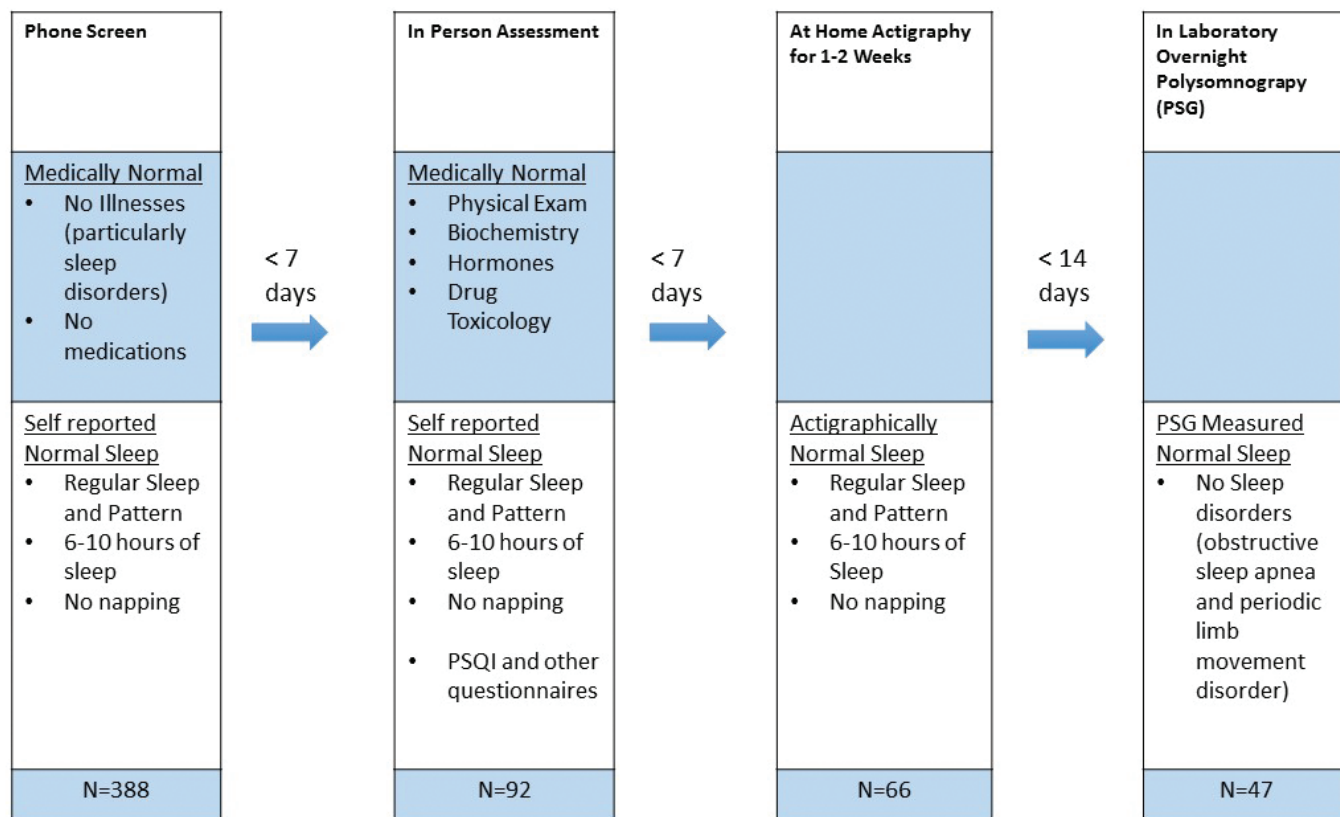 Phone Screen
Medically Normal
• No Illnesses
(particularly
sleep
disorders)
• No
medications
Self reported
Normal Sleep
• Regular Sleep
and Pattern
• 6-10 hours of
sleep
• No napping
N=388
< 7
days
In Person Assessment
Medically Normal
• Physical Exam
• Biochemistry
• Hormones
• Drug
Toxicology
Self reported
Normal Sleep
• Regular Sleep
and Pattern
• 6-10 hours of
sleep
• No napping
• PSQI and other
questionnaires
N=92
< 7
days
At Home Actigraphy
for 1-2 Weeks
Actigraphically
Normal Sleep
• Regular Sleep
and Pattern
• 6-10 hours of
Sleep
• No napping
N=66
< 14
days
In Laboratory
Overnight
Polysomnograpy
(PSG)
PSG Measured
Normal Sleep
• No Sleep
disorders
(obstructive
sleep apnea
and periodic
limb
movement
disorder)
N=47